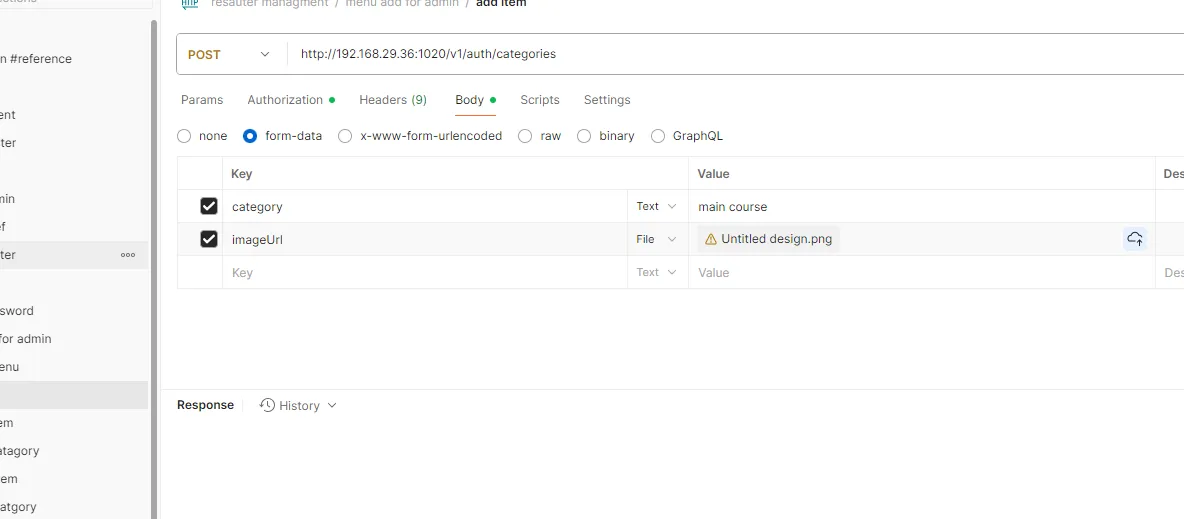 HTTP resauter managment / menu add for admin / add item
n #reference
ent
ter
min
ef
ter
sword
for admin
enu
em
atagory
tem
atgory
POST http://192.168.29.36:1020/v1/auth/categories
Params Authorization Headers (9) Body Scripts Settings
none form-data x-www-form-urlencoded raw binary GraphQL
Key Value Des
category Text main course
imageUrl File Untitled design.png
Key Text Value Des
Response History